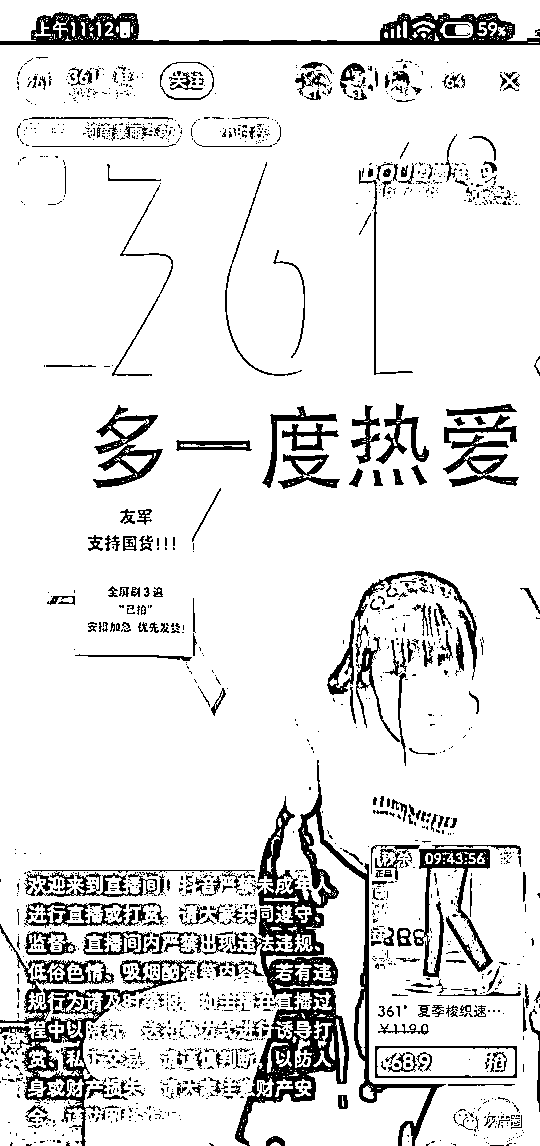 上午11:12 59%
361°
关注
64
361
多一度热爱
友军
支持国货!!!
全屏刷3遍
“已拍”
安排加急 优先发货!
欢迎来到直播间！抖音严禁未成年人
进行直播或打赏，请大家共同遵守、
监督。直播间内严禁出现违法违规、
低俗色情、吸烟酗酒等内容，若有违
规行为请及时举报。如主播在直播过
程中以
方式进行诱导打
赏、私下交易，请谨慎判断，以防人
身或财产损失。请大家注意财产安
全，
秒杀 09:43:56
正品
361° 夏季梭织速…
￥119.0
¥68.9 抢